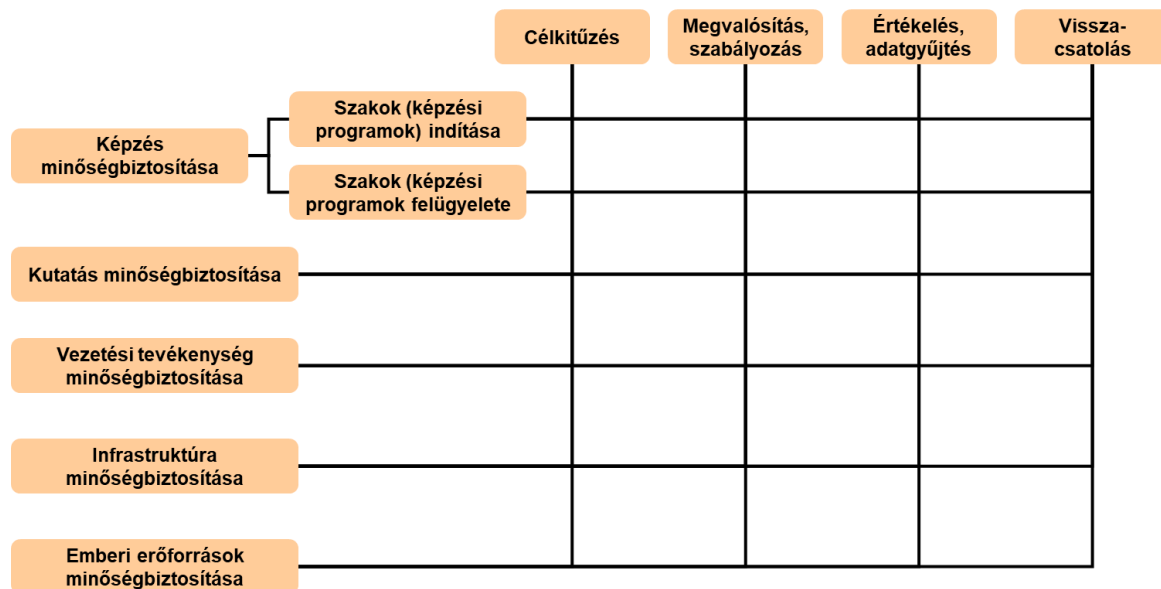 Célkitűzés
Megvalósítás,
szabályozás
Értékelés,
adatgyűjtés
Vissza-
csatolás
Képzés
minőségbiztosítása
Szakok (képzési
programok) indítása
Szakok (képzési
programok felügyelete
Kutatás minőségbiztosítása
Vezetési tevékenység
minőségbiztosítása
Infrastruktúra
minőségbiztosítása
Emberi erőforrások
minőségbiztosítása